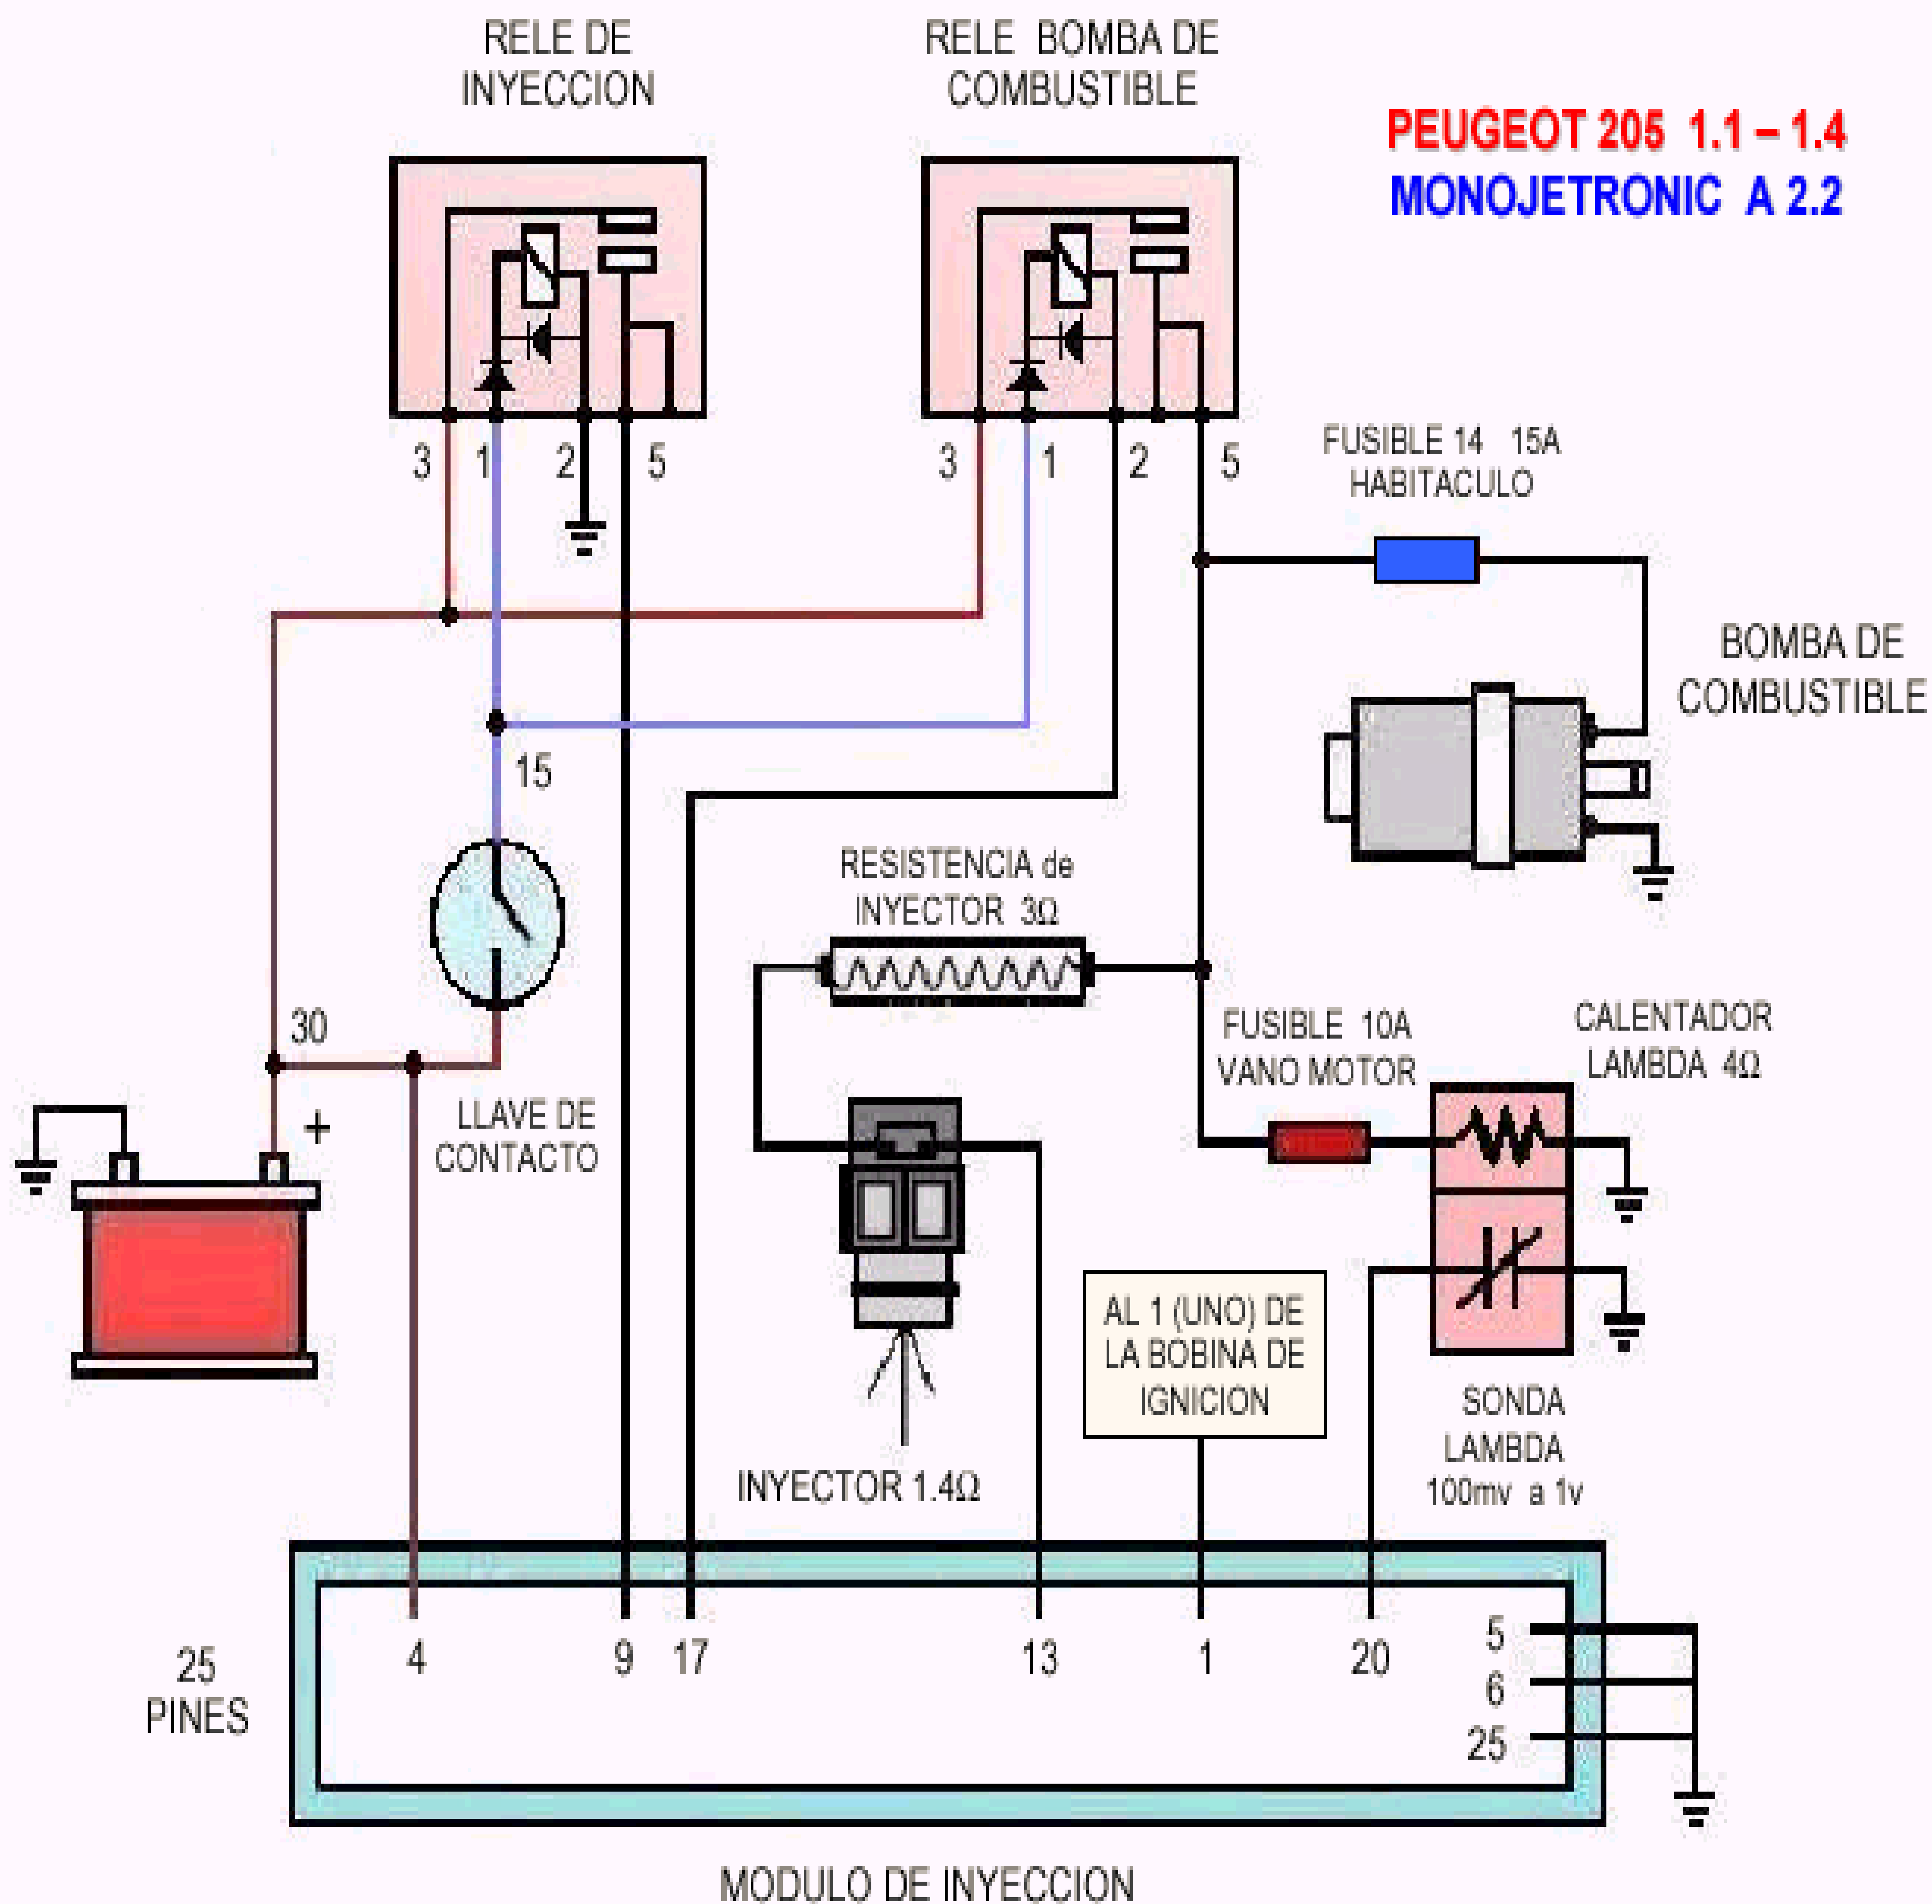 RELE DE
INYECCION
RELE BOMBA DE
COMBUSTIBLE
PEUGEOT 205 1.1 – 1.4
MONOJETRONIC A 2.2
3 1 2 5
3 1 2 5
FUSIBLE 14 15A
HABITACULO
BOMBA DE
COMBUSTIBLE
15
RESISTENCIA de
INYECTOR 3Ω
30
FUSIBLE 10A
VANO MOTOR
CALENTADOR
LAMBDA 4Ω
+
LLAVE DE
CONTACTO
AL 1 (UNO) DE
LA BOBINA DE
IGNICION
SONDA
LAMBDA
100mv a 1v
INYECTOR 1.4Ω
25
PINES
4 9 17 13 1 20
5
6
25
MODULO DE INYECCION